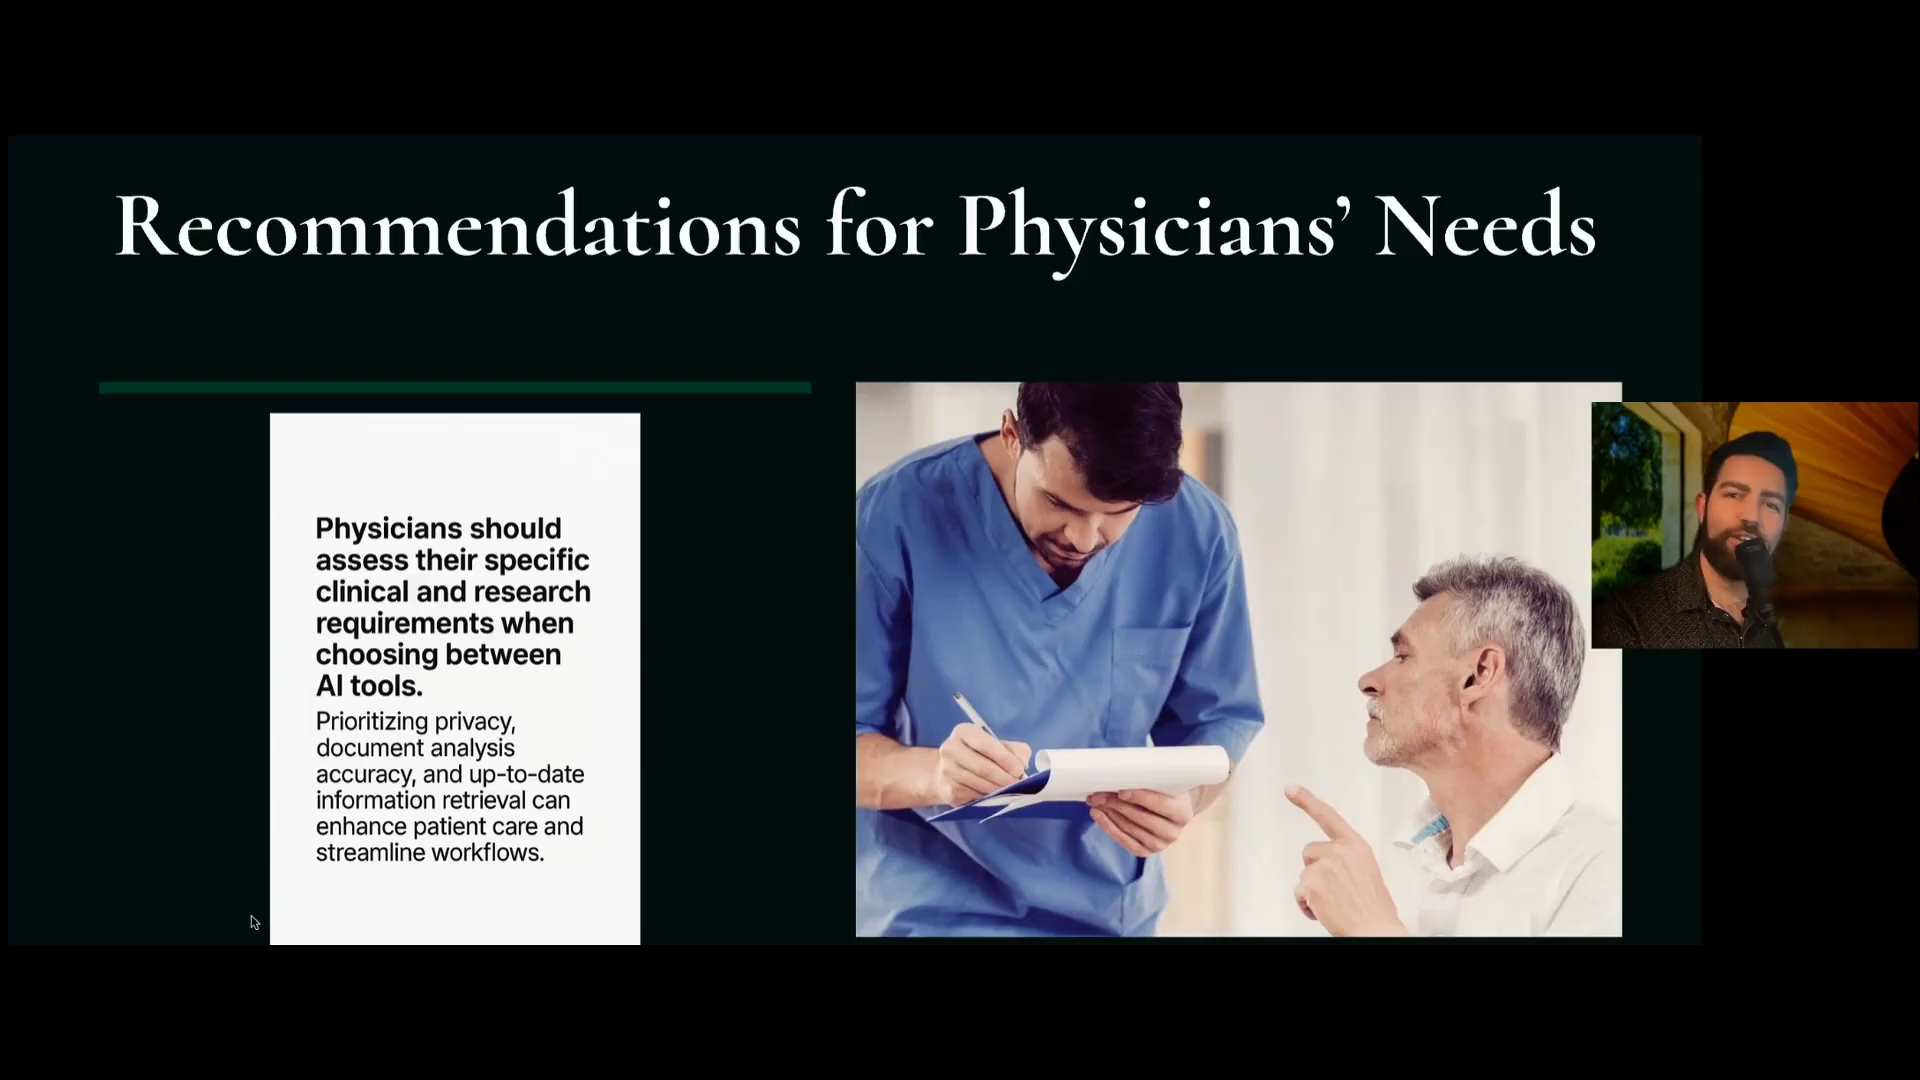 Recommendations for Physicians’ Needs
Physicians should
assess their specific
clinical and research
requirements when
choosing between
AI tools.
Prioritizing privacy,
document analysis
accuracy, and up-to-date
information retrieval can
enhance patient care and
streamline workflows.